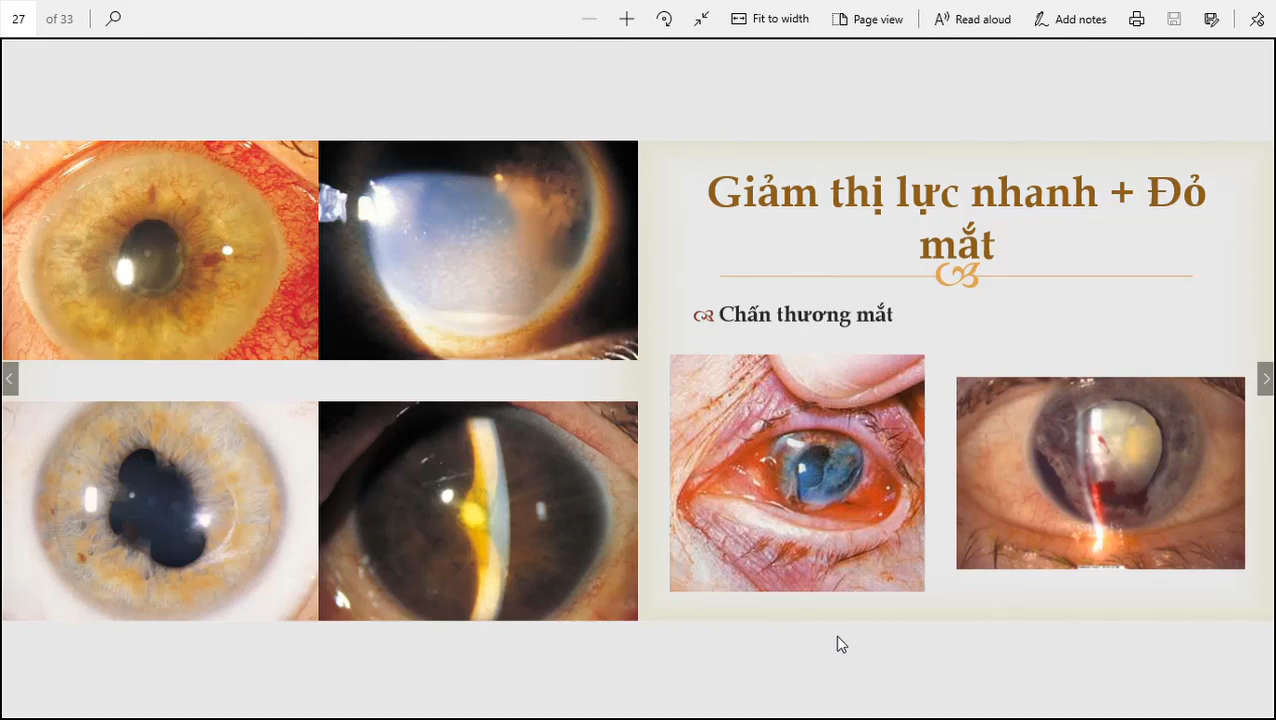 27 of 33
Fit to width
Page view
Read aloud
Add notes
Giảm thị lực nhanh + Đỏ
mắt
Chấn thương mắt